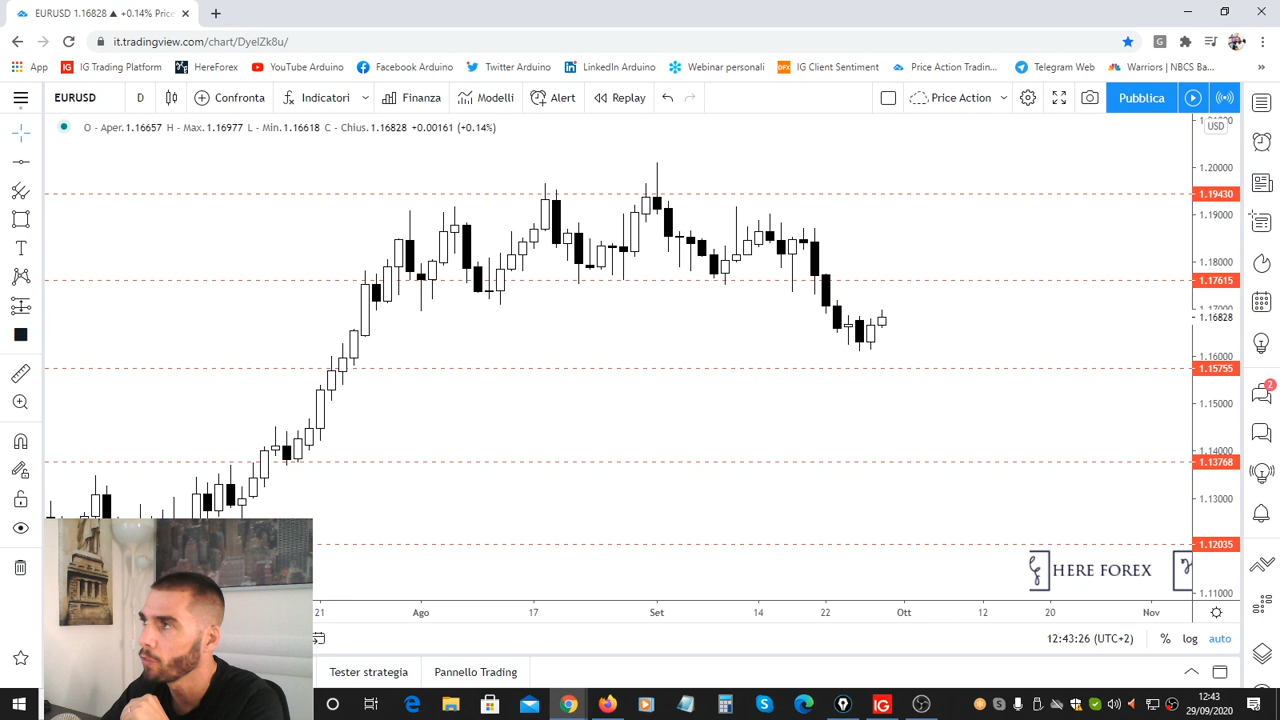 EURUSD 1.16828 ▲ +0.14% Price
it.tradingview.com/chart/DyelZk8u/
App
IG Trading Platform
HereForex
YouTube Arduino
Facebook Arduino
Twitter Arduino
LinkedIn Arduino
Webinar personali
IG Client Sentiment
Price Action Tradin...
Telegram Web
Warriors | NBCS Ba...
»
EURUSD
D
Confronta
Indicatori
Finanza
Modelli
Alert
Replay
Price Action
Pubblica
O - Aper.1.16657 H - Max.1.16977 L - Min.1.16618 C - Chius.1.16828 +0.00161 (+0.14%)
USD
1.20000
1.19430
1.19000
1.18000
1.17615
1.16828
1.16000
1.15755
1.15000
1.14000
1.13768
1.13000
1.12035
1.11000
HERE FOREX
21
Ago
17
Set
14
22
Ott
12
20
Nov
12:43:26 (UTC+2)
%
log
auto
Tester strategia
Pannello Trading
2
12:43
29/09/2020